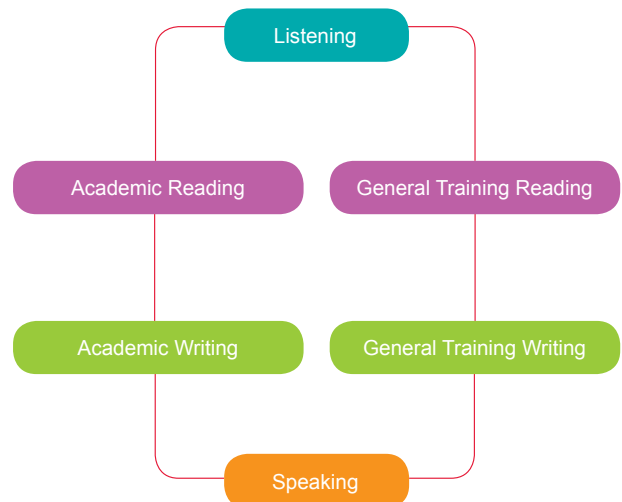 Listening
Academic Reading
General Training Reading
Academic Writing
General Training Writing
Speaking